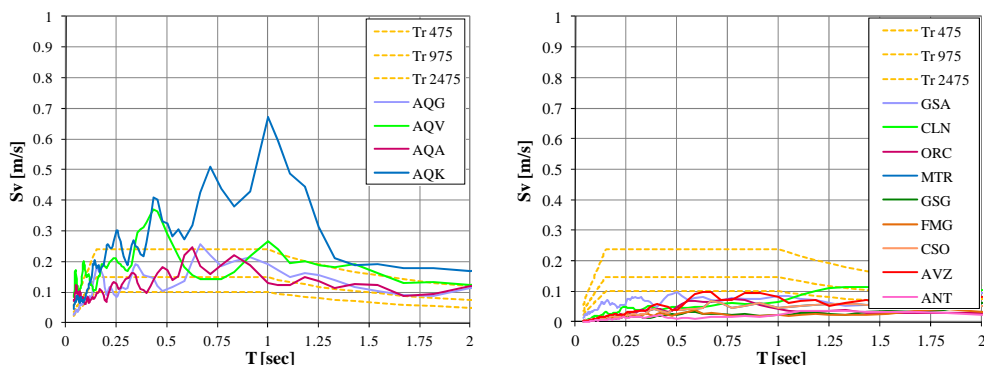 Sv [m/s]
1
0.9
0.8
0.7
0.6
0.5
0.4
0.3
0.2
0.1
0
0 0.25 0.5 0.75 1 1.25 1.5 1.75 2
T [sec]
Tr 475
Tr 975
Tr 2475
AQG
AQV
AQA
AQK
Sv [m/s]
1
0.9
0.8
0.7
0.6
0.5
0.4
0.3
0.2
0.1
0
0 0.25 0.5 0.75 1 1.25 1.5 1.75 2
T [sec]
Tr 475
Tr 975
Tr 2475
GSA
CLN
ORC
MTR
GSG
FMG
CSO
AVZ
ANT